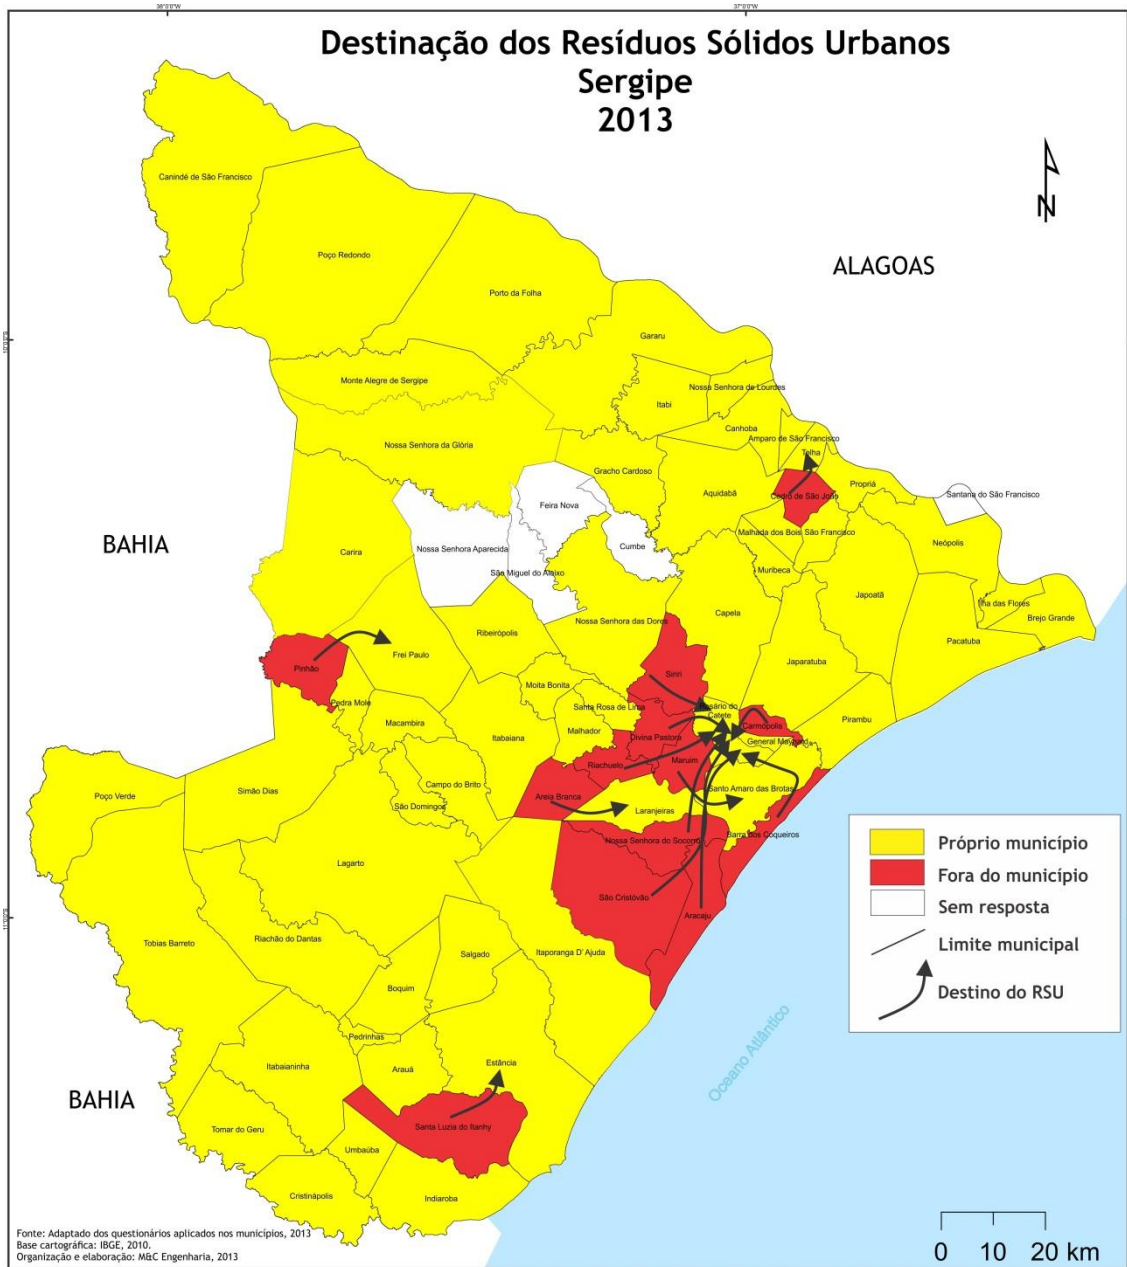 38°0'0"W
37°0'0"W
Destinação dos Resíduos Sólidos Urbanos
Sergipe
2013
N
Canindé de São Francisco
Poço Redondo
ALAGOAS
Porto da Folha
10°0'0"S
Gararu
Monte Alegre de Sergipe
Nossa Senhora de Lourdes
Itabi
Canhoba
Nossa Senhora da Glória
Amparo de São Francisco
Telha
Gracho Cardoso
Propriá
Aquidabã
Cedro de São João
Santana do São Francisco
Feira Nova
Malhada dos Bois
São Francisco
Neópolis
BAHIA
Carira
Nossa Senhora Aparecida
Cumbe
Muribeca
São Miguel do Aleixo
Japoatã
Ilha das Flores
Capela
Brejo Grande
Nossa Senhora das Dores
Ribeirópolis
Pacatuba
Frei Paulo
Japaratuba
Pinhão
Siriri
Moita Bonita
Pedra Mole
Santa Rosa de Lima
Rosário do
Catete
Macambira
Pirambu
Carmópolis
Malhador
Itabaiana
Divina Pastora
General Maynard
Maruim
Riachuelo
Campo do Brito
Simão Dias
Santo Amaro das Brotas
Poço Verde
Areia Branca
São Domingos
Laranjeiras
Barra dos Coqueiros
Nossa Senhora do Socorro
Lagarto
São Cristóvão
Aracaju
11°0'0"S
Riachão do Dantas
Tobias Barreto
Salgado
Itaporanga D' Ajuda
Boquim
Pedrinhas
Estância
Itabaianinha
Arauá
Oceano Atlântico
BAHIA
Santa Luzia do Itanhy
Tomar do Geru
Umbaúba
Cristinápolis
Indiaroba
Próprio município
Fora do município
Sem resposta
Limite municipal
Destino do RSU
Fonte: Adaptado dos questionários aplicados nos municípios, 2013
Base cartográfica: IBGE, 2010.
Organização e elaboração: M&C Engenharia, 2013
0 10 20 km